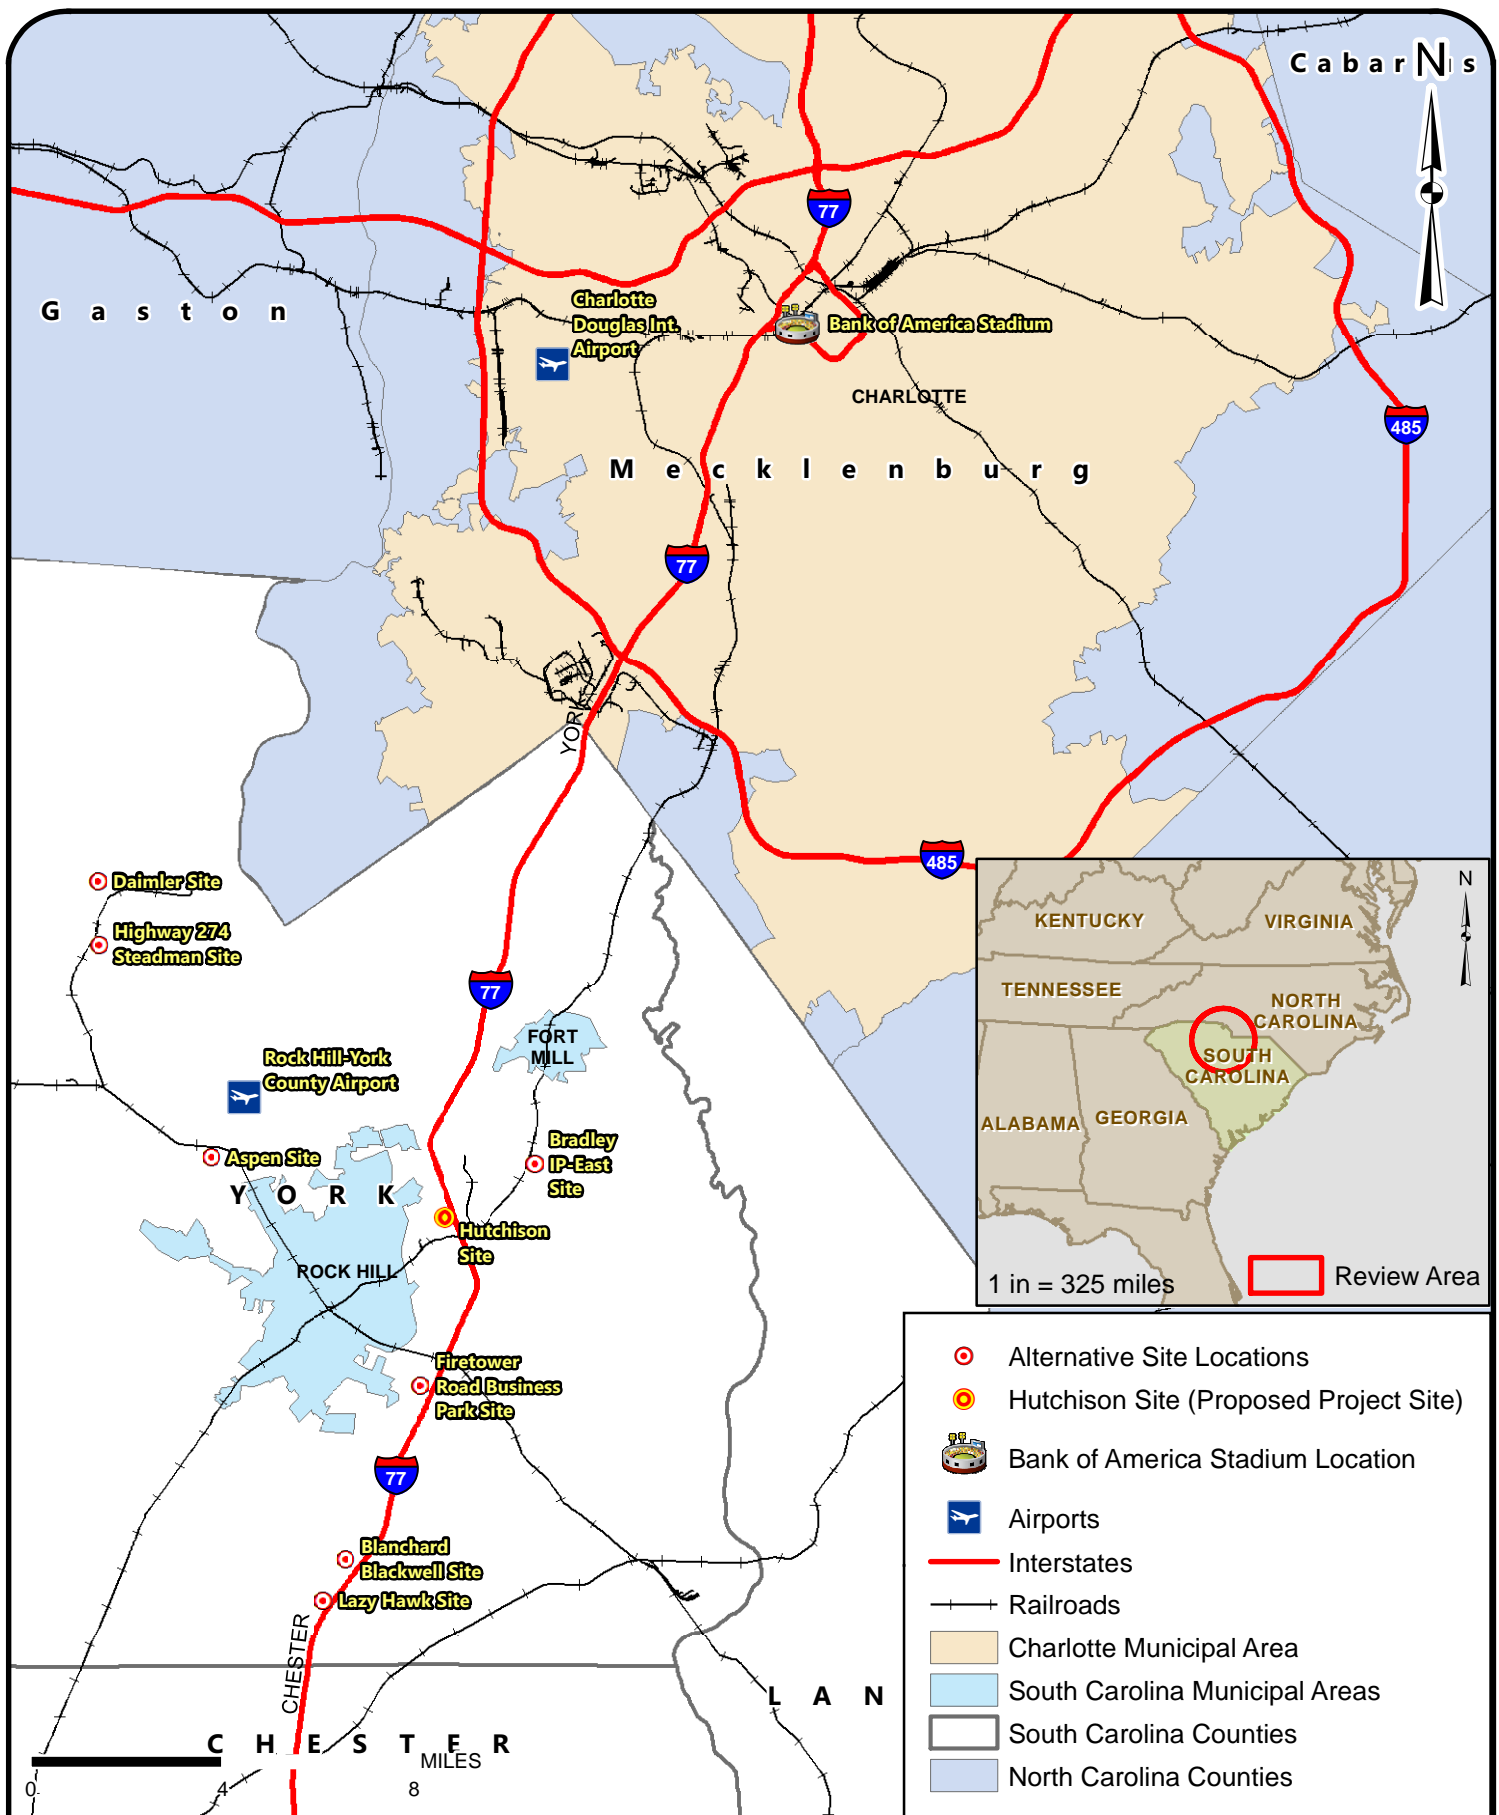 Cabar
s
N
77
Gaston
Charlotte
Douglas Int.
Airport
Bank of America Stadium
CHARLOTTE
485
Mecklenburg
77
YORK
485
Daimler Site
Highway 274
Steadman Site
77
FORT
MILL
Rock Hill-York
County Airport
Aspen Site
Bradley
IP-East
Site
YORK
Hutchison
Site
ROCK HILL
Firetower
Road Business
Park Site
77
Blanchard
Blackwell Site
Lazy Hawk Site
CHESTER
LAN
CHESTER
MILES
0
4
8
N
KENTUCKY
VIRGINIA
TENNESSEE
NORTH
CAROLINA
SOUTH
CAROLINA
ALABAMA
GEORGIA
1 in = 325 miles
Review Area
Alternative Site Locations
Hutchison Site (Proposed Project Site)
Bank of America Stadium Location
Airports
Interstates
Railroads
Charlotte Municipal Area
South Carolina Municipal Areas
South Carolina Counties
North Carolina Counties